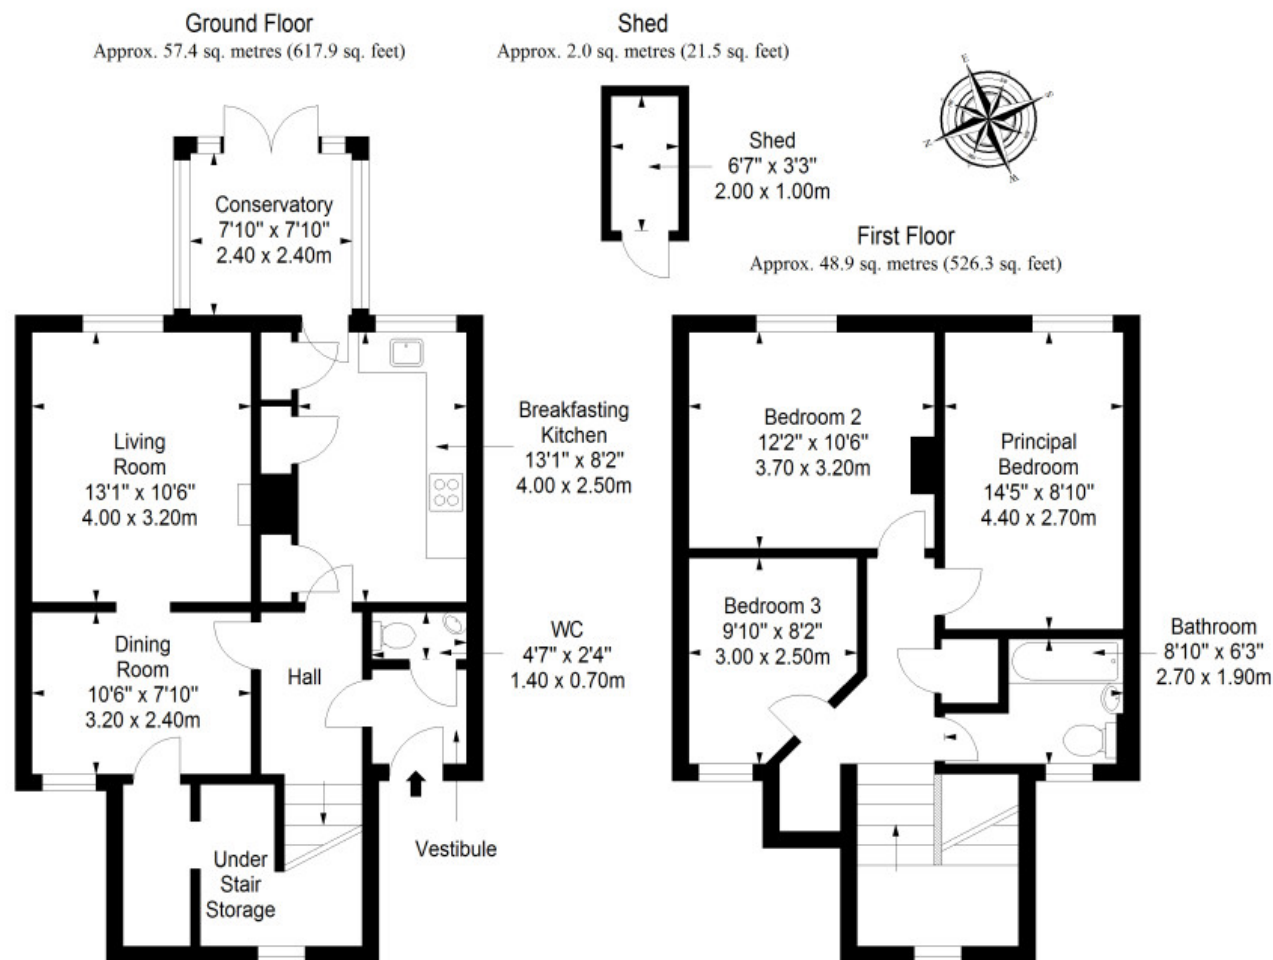 Ground Floor
Approx. 57.4 sq. metres (617.9 sq. feet)
Shed
Approx. 2.0 sq. metres (21.5 sq. feet)
E
S
N
W
Shed
6'7" x 3'3"
2.00 x 1.00m
Conservatory
7'10" x 7'10"
2.40 x 2.40m
First Floor
Approx. 48.9 sq. metres (526.3 sq. feet)
Living
Room
13'1" x 10'6"
4.00 x 3.20m
Breakfasting
Kitchen
13'1" x 8'2"
4.00 x 2.50m
Bedroom 2
12'2" x 10'6"
3.70 x 3.20m
Principal
Bedroom
14'5" x 8'10"
4.40 x 2.70m
Dining
Room
10'6" x 7'10"
3.20 x 2.40m
Hall
WC
4'7" x 2'4"
1.40 x 0.70m
Bedroom 3
9'10" x 8'2"
3.00 x 2.50m
Bathroom
8'10" x 6'3"
2.70 x 1.90m
Vestibule
Under
Stair
Storage